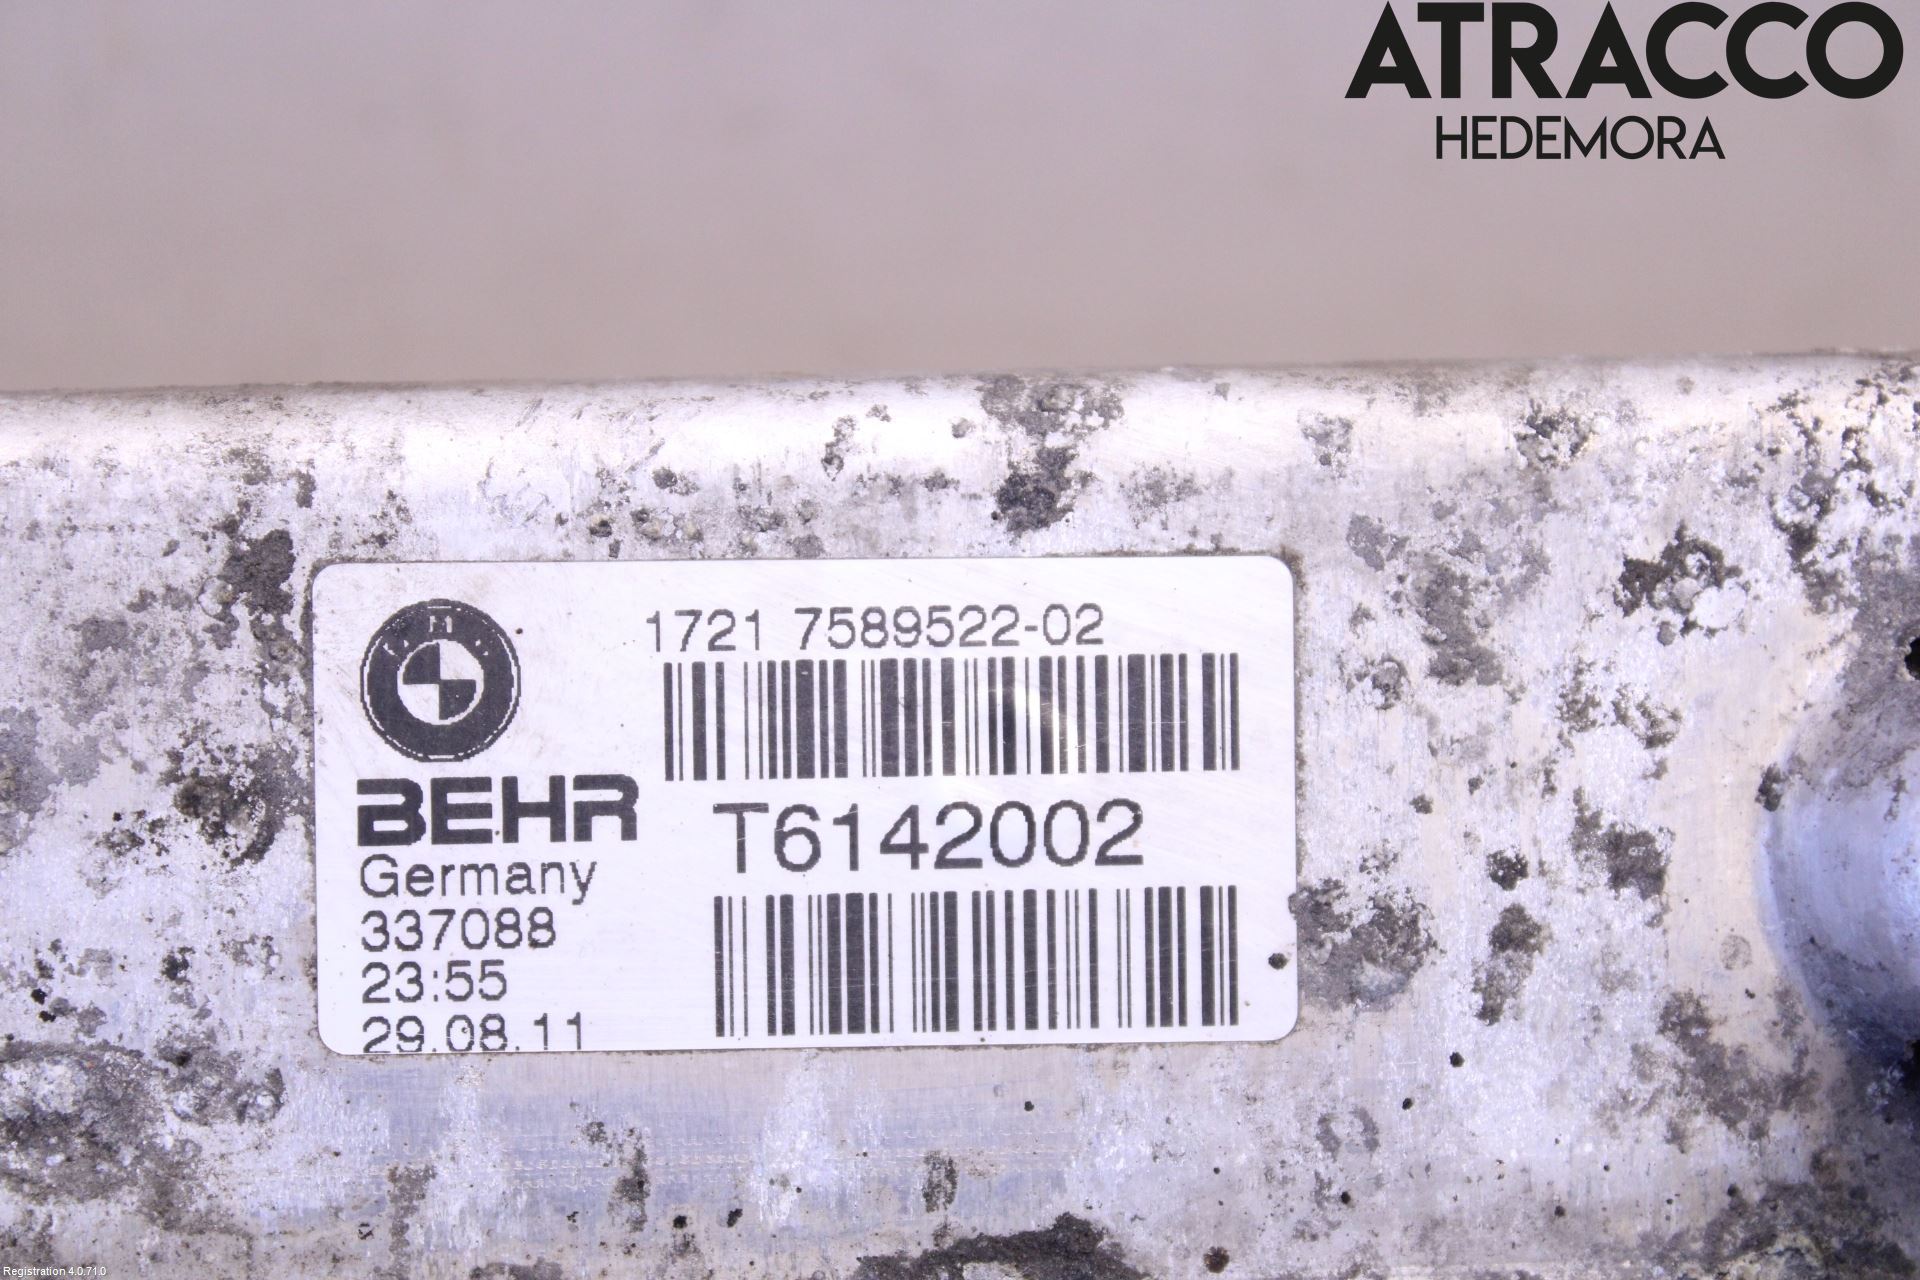 ATRACCO
HEDEMORA
BMW
1721 7589522-02
BEHR
T6142002
Germany
337088
23:55
29.08.11
Registration 4.0.71.0